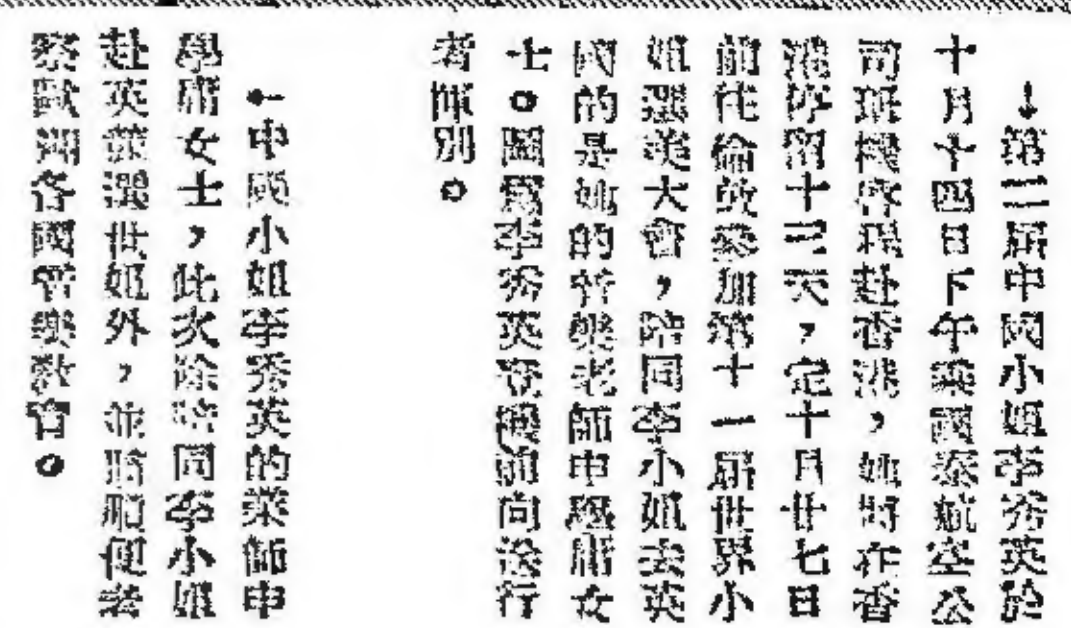 ↓第二屆中國小姐李秀英於
十月十四日下午乘國泰航空公
司班機啓程赴香港，她將在香
港停留十三天，定十月廿七日
前往倫敦參加第十一屆世界小
姐選美大會，陪同李小姐去英
國的是她的音樂老師申學庸女
士。圖爲李秀英登機前向送行
者揮別。
←中國小姐李秀英的業師申
學庸女士，此次除陪同李小姐
赴英競選世姐外，並將順便考
察歐洲各國音樂教育。